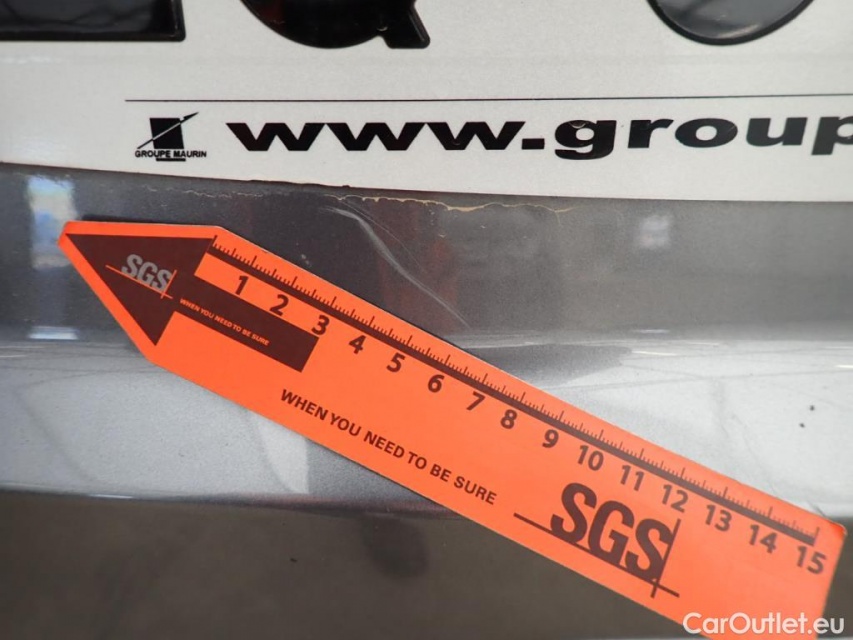 GROUPE MAURIN
www.group
SGS
WHEN YOU NEED TO BE SURE
1 2 3 4 5 6 7 8 9 10 11 12 13 14 15
WHEN YOU NEED TO BE SURE
SGS
CarOutlet.eu